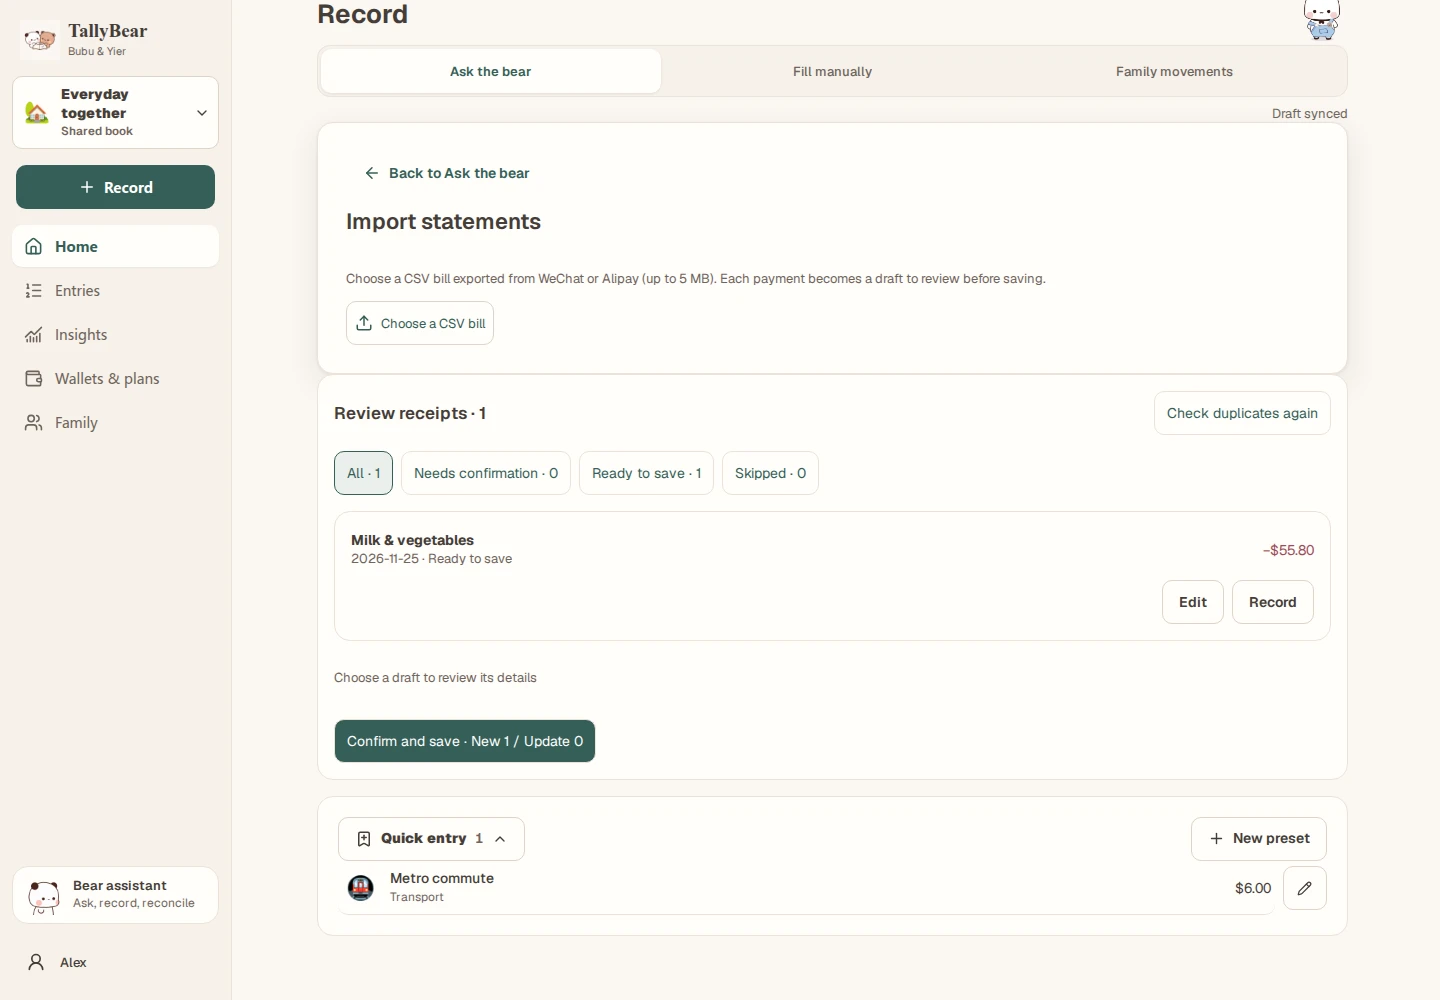 TallyBear
Bubu & Yier
Everyday
together
Shared book
Record
Home
Entries
Insights
Wallets & plans
Family
Bear assistant
Ask, record, reconcile
Alex
Record
Ask the bear
Fill manually
Family movements
Draft synced
Back to Ask the bear
Import statements
Choose a CSV bill exported from WeChat or Alipay (up to 5 MB). Each payment becomes a draft to review before saving.
Choose a CSV bill
Review receipts · 1
Check duplicates again
All · 1
Needs confirmation · 0
Ready to save · 1
Skipped · 0
Milk & vegetables
2026-11-25 · Ready to save
−$55.80
Edit
Record
Choose a draft to review its details
Confirm and save · New 1 / Update 0
Quick entry 1
New preset
Metro commute
Transport
$6.00